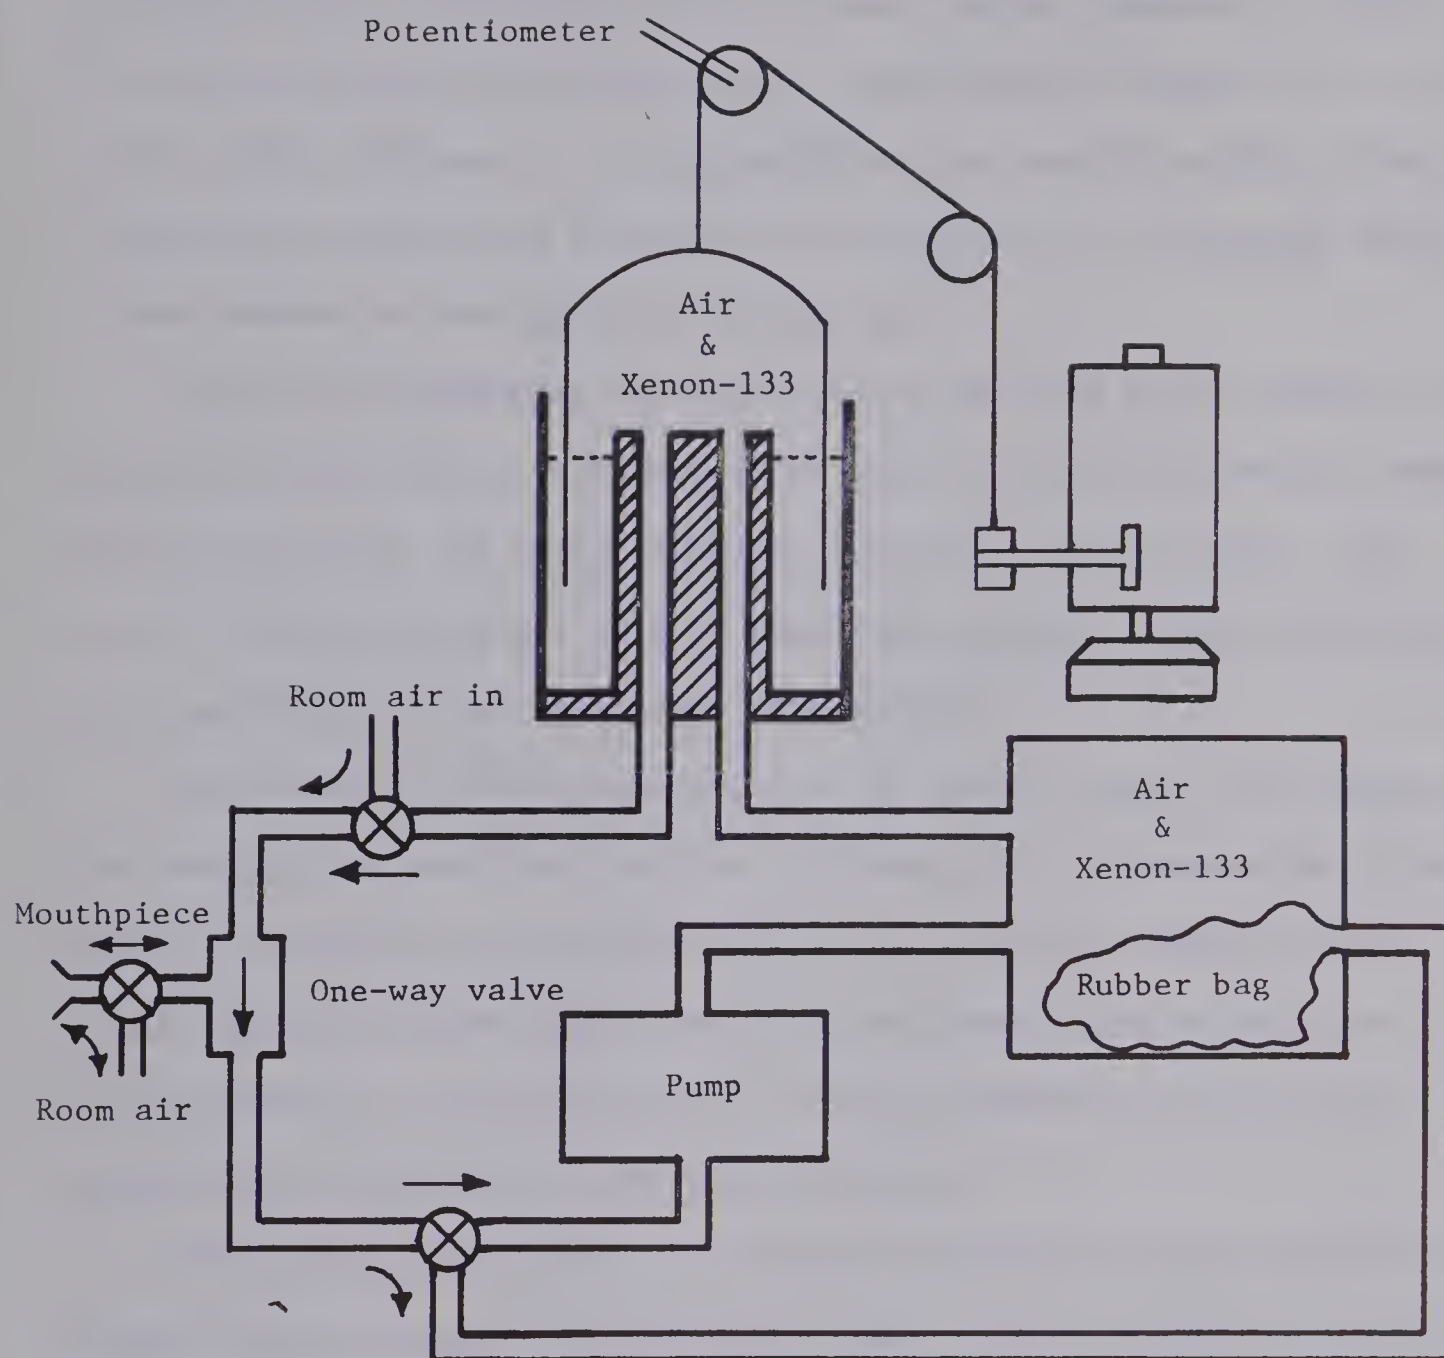 Potentiometer
Air
&
Xenon-133
Room air in
Air
&
Xenon-133
Mouthpiece
One-way valve
Rubber bag
Pump
Room air